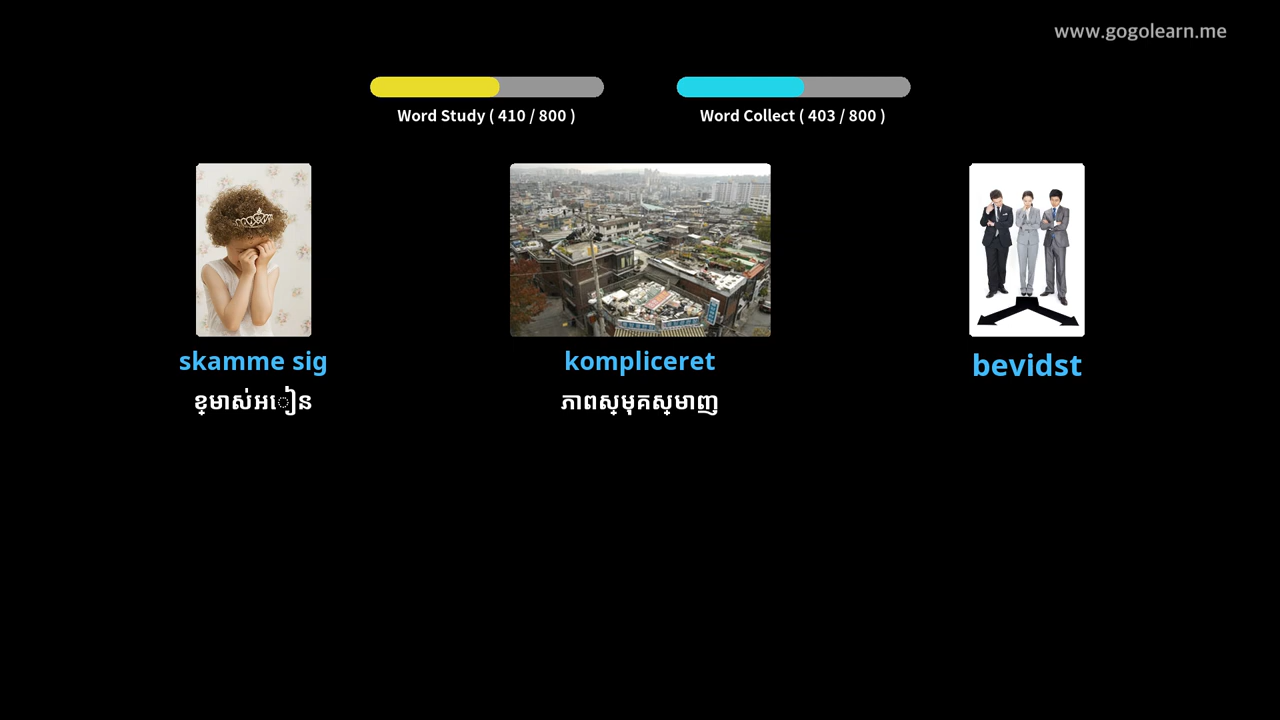 www.gogolearn.me
Word Study ( 410 / 800 )
Word Collect ( 403 / 800 )
skamme sig
kompliceret
bevidst
ខ្មាស់អៀន
ភាពស្មុគស្មាញ